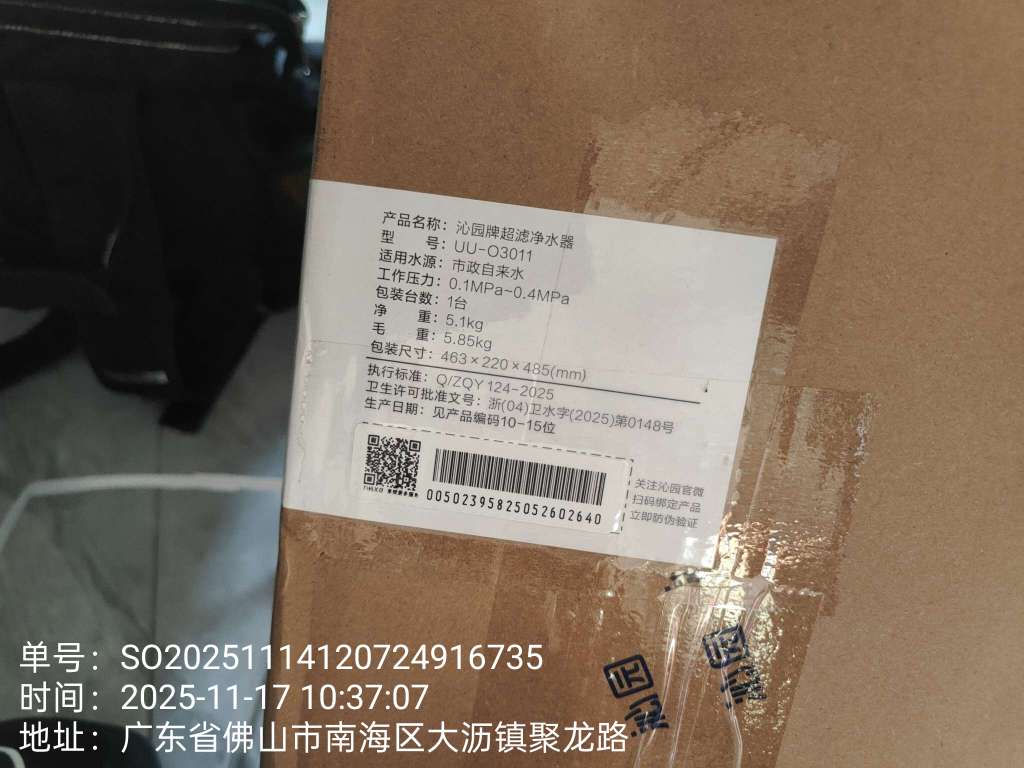 产品名称：沁园牌超滤净水器
型 号：UU-O3011
适用水源：市政自来水
工作压力：0.1MPa~0.4MPa
包装台数：1台
净 重：5.1kg
毛 重：5.85kg
包装尺寸：463×220×485(mm)
执行标准：Q/ZQY 124-2025
卫生许可批准文号：浙(04)卫水字(2025)第0148号
生产日期：见产品编码10-15位
00502395825052602640
关注沁园官微
扫码绑定产品
立即防伪验证
沁园
沁园
单号：SO20251114120724916735
时间：2025-11-17 10:37:07
地址：广东省佛山市南海区大沥镇聚龙路